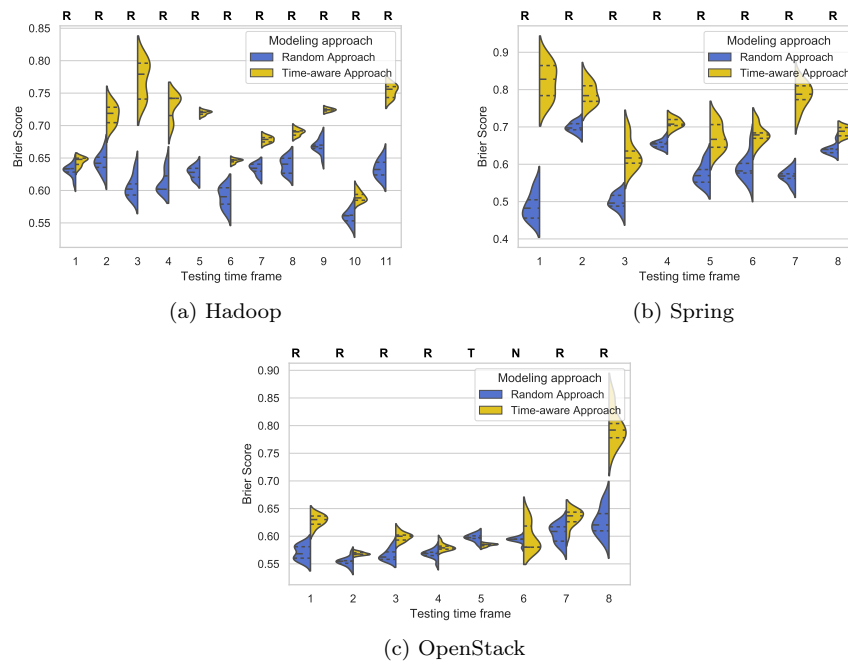 R R R R R R R R R R R
0.85
0.80
0.75
0.70
0.65
0.60
0.55
Brier Score
Modeling approach
Random Approach
Time-aware Approach
1 2 3 4 5 6 7 8 9 10 11
Testing time frame
(a) Hadoop
R R R R R R R R
0.9
0.8
0.7
0.6
0.5
0.4
Brier Score
Modeling approach
Random Approach
Time-aware Approach
1 2 3 4 5 6 7 8
Testing time frame
(b) Spring
R R R R T N R R
0.90
0.85
0.80
0.75
0.70
0.65
0.60
0.55
Brier Score
Modeling approach
Random Approach
Time-aware Approach
1 2 3 4 5 6 7 8
Testing time frame
(c) OpenStack